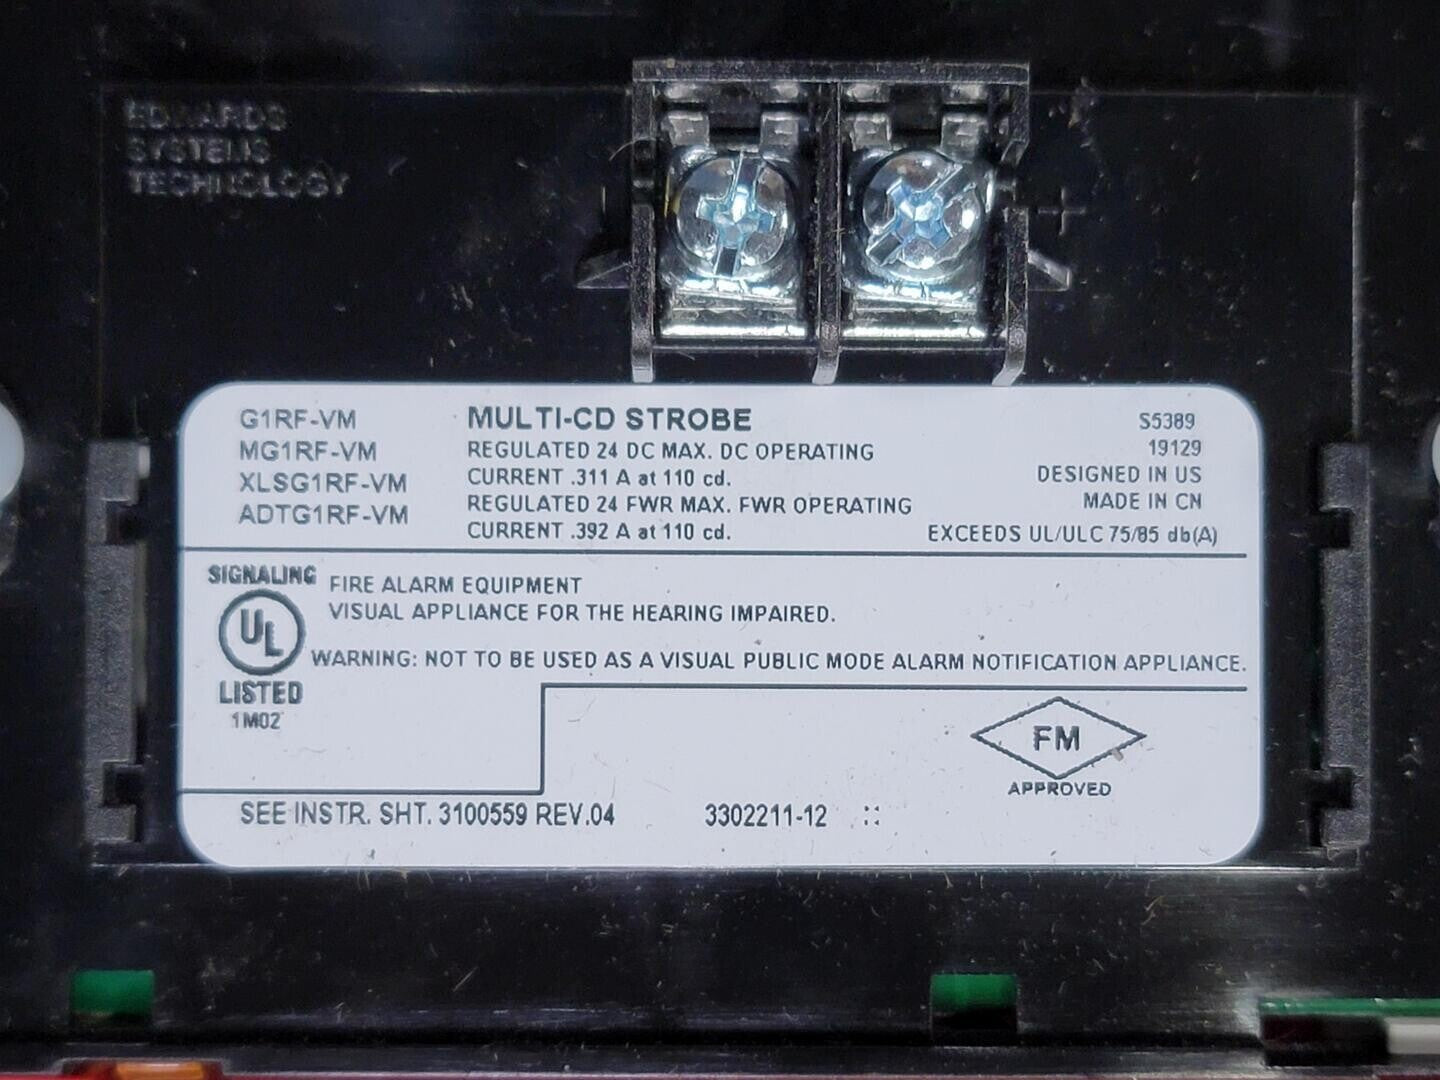 EDWARDS
SYSTEMS
TECHNOLOGY
- +
G1RF-VM
MG1RF-VM
XLSG1RF-VM
ADTG1RF-VM
MULTI-CD STROBE
REGULATED 24 DC MAX. DC OPERATING
CURRENT .311 A at 110 cd.
REGULATED 24 FWR MAX. FWR OPERATING
CURRENT .392 A at 110 cd.
S5389
19129
DESIGNED IN US
MADE IN CN
EXCEEDS UL/ULC 75/85 db(A)
SIGNALING
UL
LISTED
1M02
FIRE ALARM EQUIPMENT
VISUAL APPLIANCE FOR THE HEARING IMPAIRED.
WARNING: NOT TO BE USED AS A VISUAL PUBLIC MODE ALARM NOTIFICATION APPLIANCE.
FM
APPROVED
SEE INSTR. SHT. 3100559 REV.04
3302211-12 ::